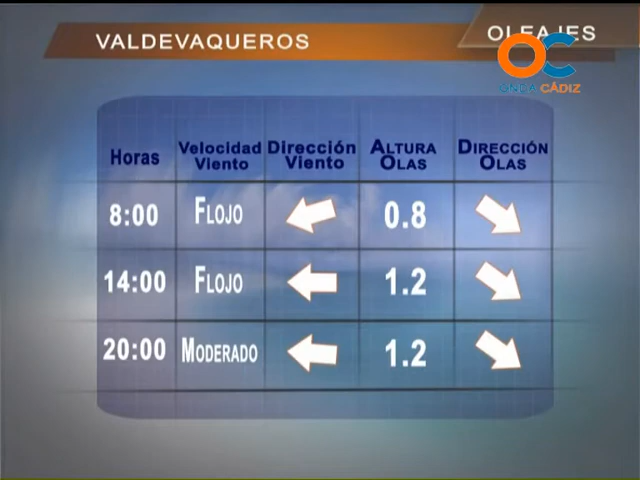 VALDEVAQUEROS
OLEAJES
OC
ONDA CÁDIZ
Horas
Velocidad Viento
Dirección Viento
ALTURA OLAS
DIRECCIÓN OLAS
8:00 FLOJO 0.8
14:00 FLOJO 1.2
20:00 MODERADO 1.2